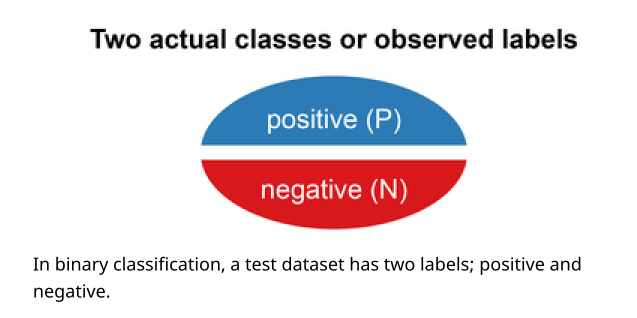 Two actual classes or observed labels
positive (P)
negative (N)
In binary classification, a test dataset has two labels; positive and
negative.